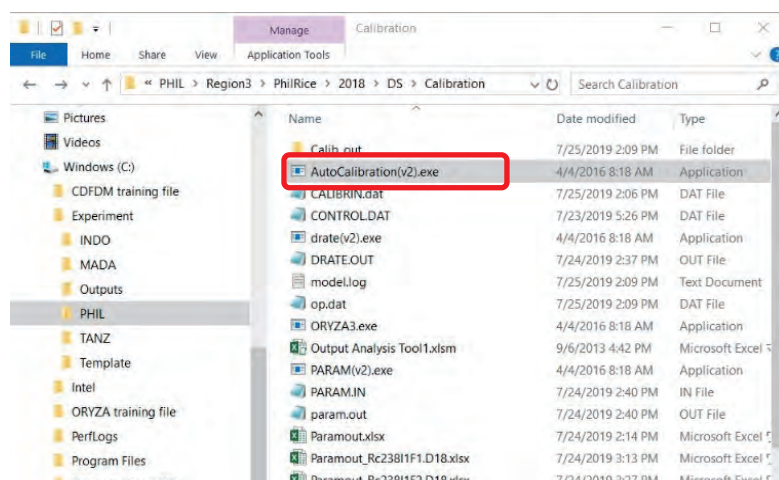 Manage
Calibration
File
Home
Share
View
Application Tools
« PHIL > Region3 > PhilRice > 2018 > DS > Calibration
Search Calibration
Pictures
Videos
Windows (C:)
CDFDM training file
Experiment
INDO
MADA
Outputs
PHIL
TANZ
Template
Intel
ORYZA training file
PerfLogs
Program Files
Name Date modified Type
Calib_out 7/25/2019 2:09 PM File folder
AutoCalibration(v2).exe 4/4/2016 8:18 AM Application
CALIBRIN.dat 7/25/2019 2:06 PM DAT File
CONTROL.DAT 7/23/2019 5:26 PM DAT File
drate(v2).exe 4/4/2016 8:18 AM Application
DRATE.OUT 7/24/2019 2:37 PM OUT File
model.log 7/25/2019 2:09 PM Text Document
op.dat 7/25/2019 2:09 PM DAT File
ORYZA3.exe 4/4/2016 8:18 AM Application
Output Analysis Tool1.xlsm 9/6/2013 4:42 PM Microsoft Excel
PARAM(v2).exe 4/4/2016 8:18 AM Application
PARAM.IN 7/24/2019 2:40 PM IN File
param.out 7/24/2019 2:40 PM OUT File
Paramout.xlsx 7/24/2019 2:14 PM Microsoft Excel
Paramout_Rc238I1F1.D18.xlsx 7/24/2019 3:13 PM Microsoft Excel